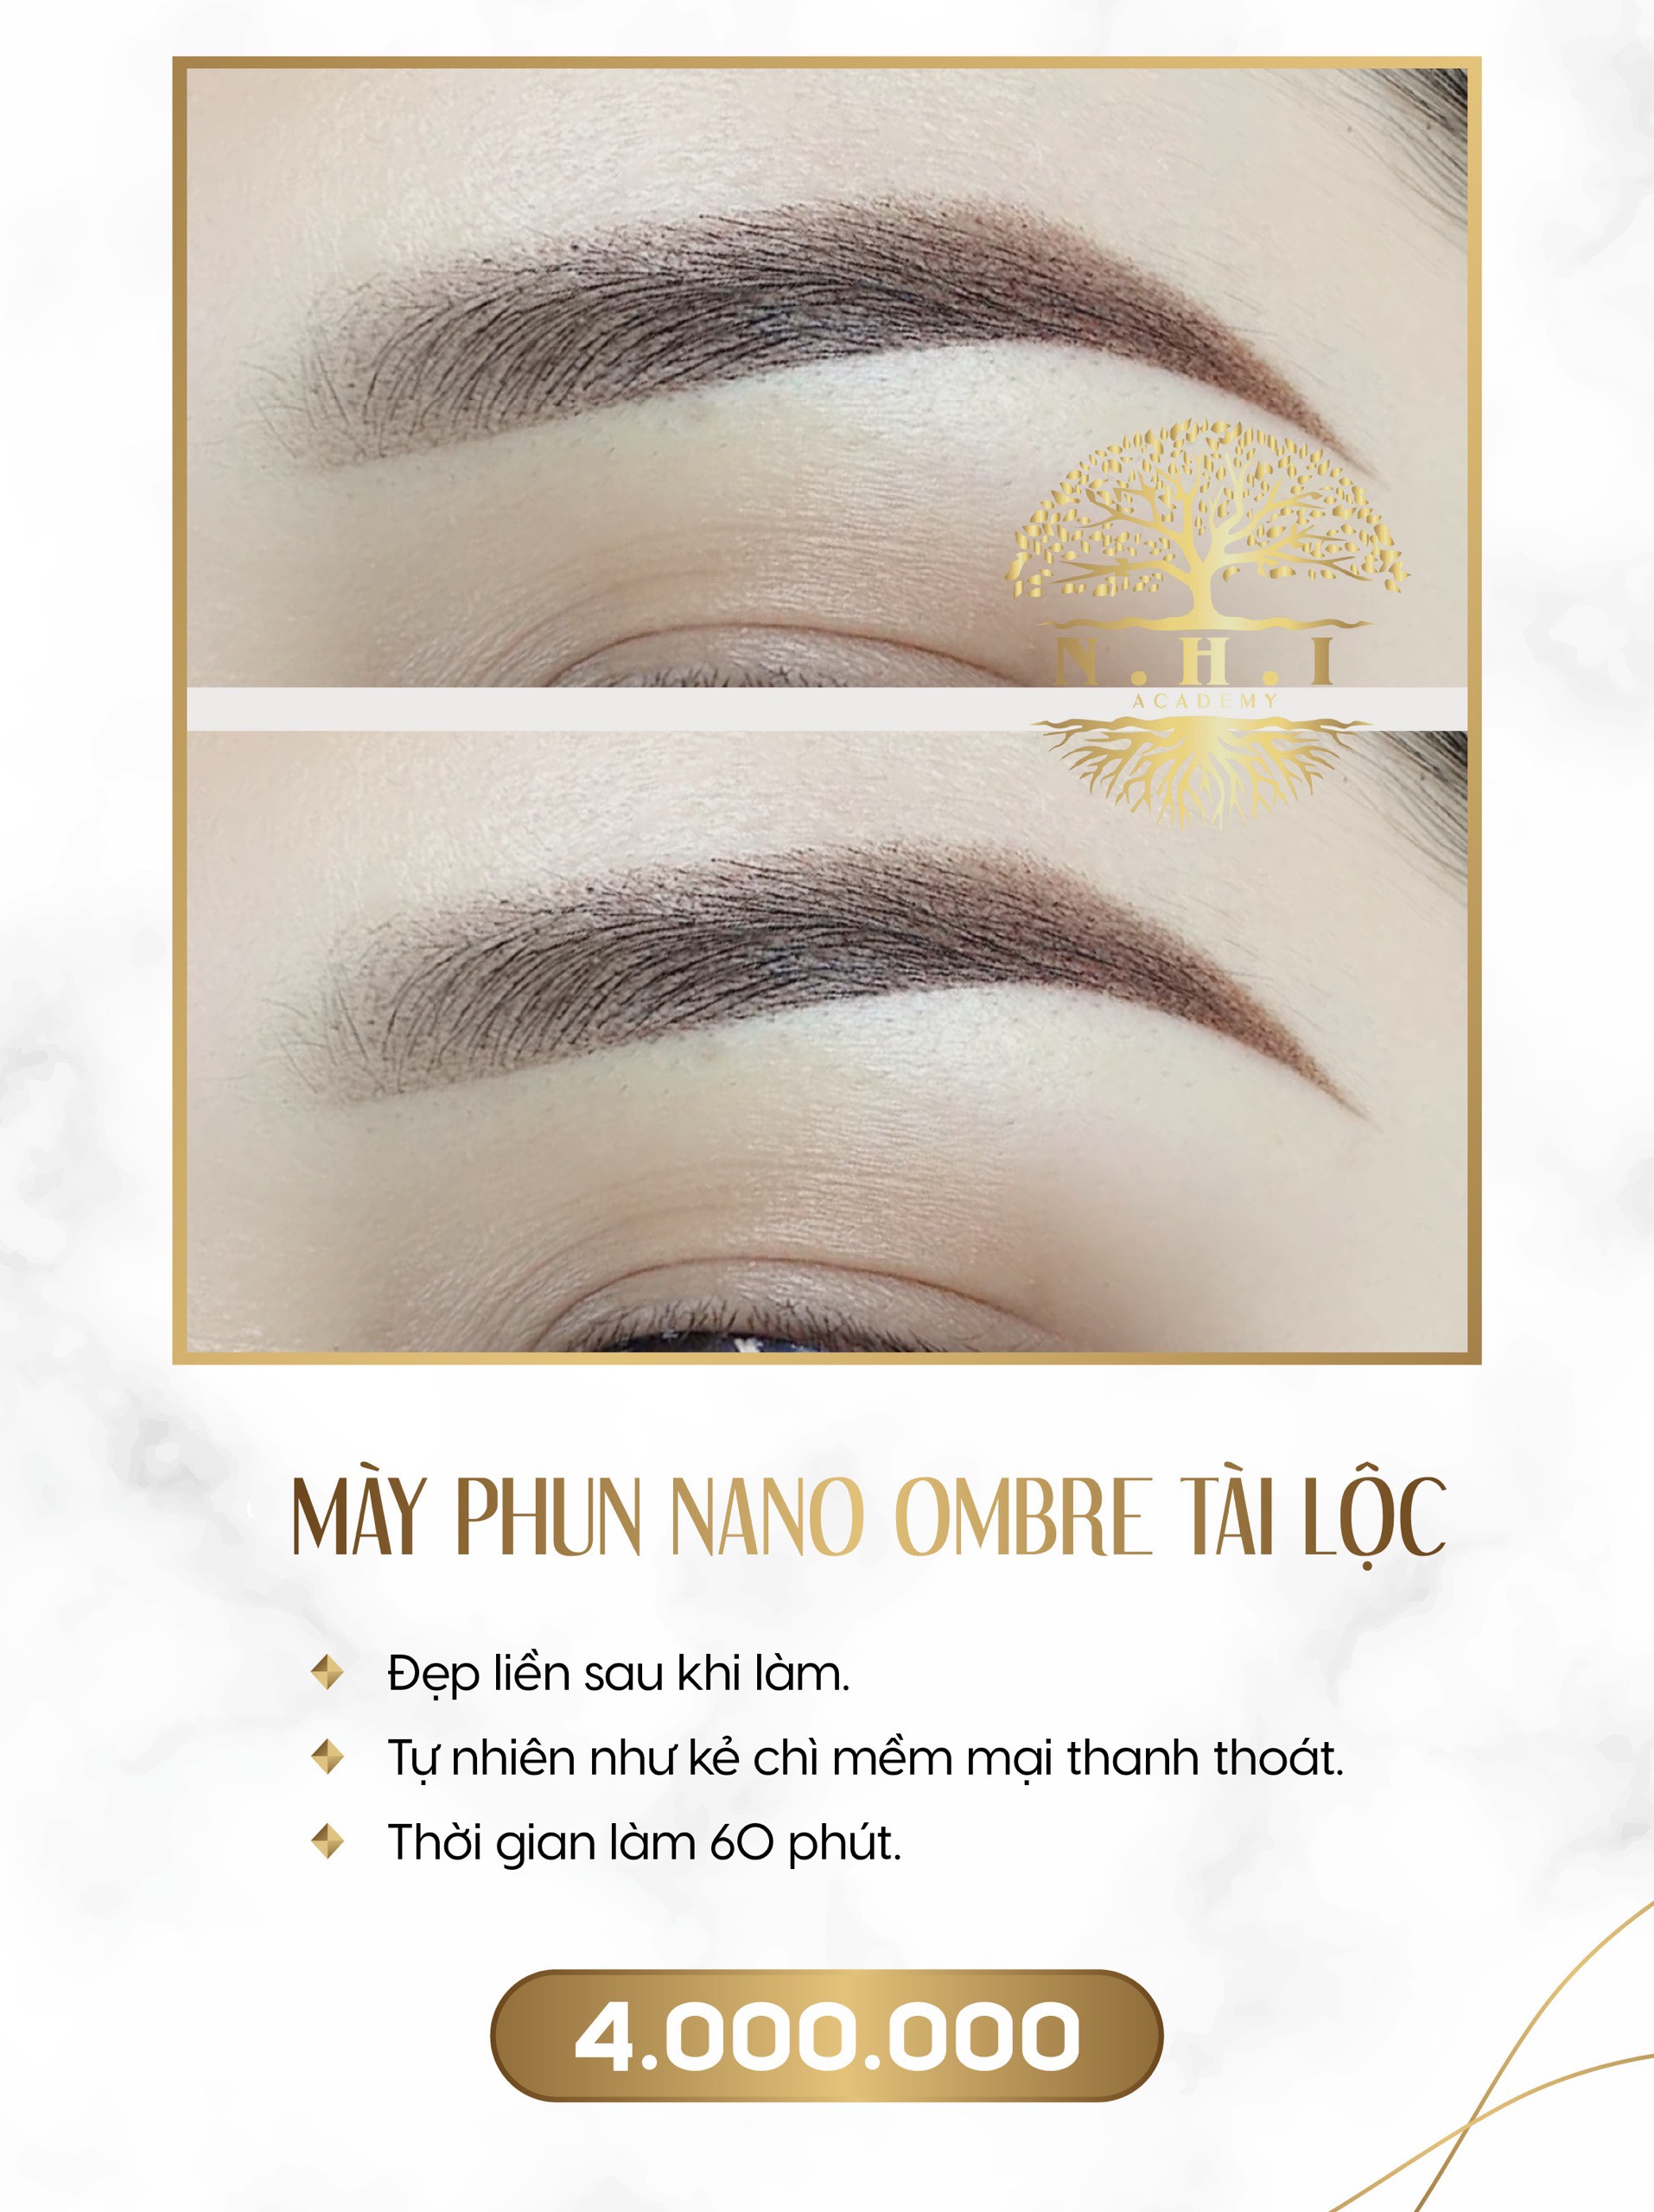 N.H.I
ACADEMY
MÀY PHUN NANO OMBRE TÀI LỘC
Đẹp liền sau khi làm.
Tự nhiên như kẻ chì mềm mại thanh thoát.
Thời gian làm 60 phút.
4.000.000